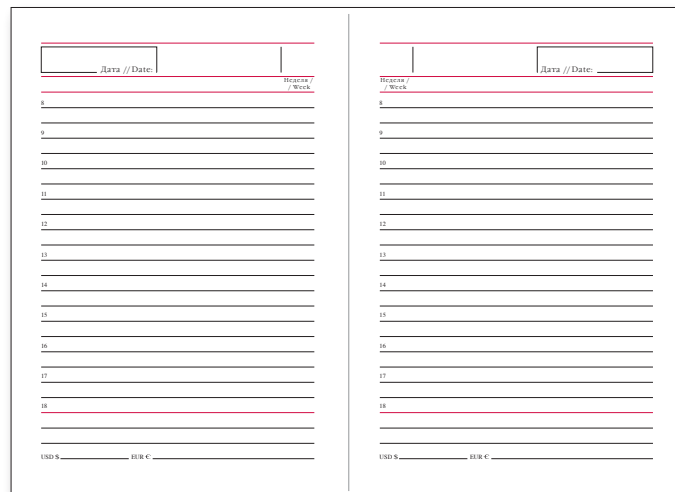 Дата // Date:
Неделя /
/ Week
8
9
10
11
12
13
14
15
16
17
18
USD $ EUR €
Дата // Date:
Неделя /
/ Week
8
9
10
11
12
13
14
15
16
17
18
USD $ EUR €